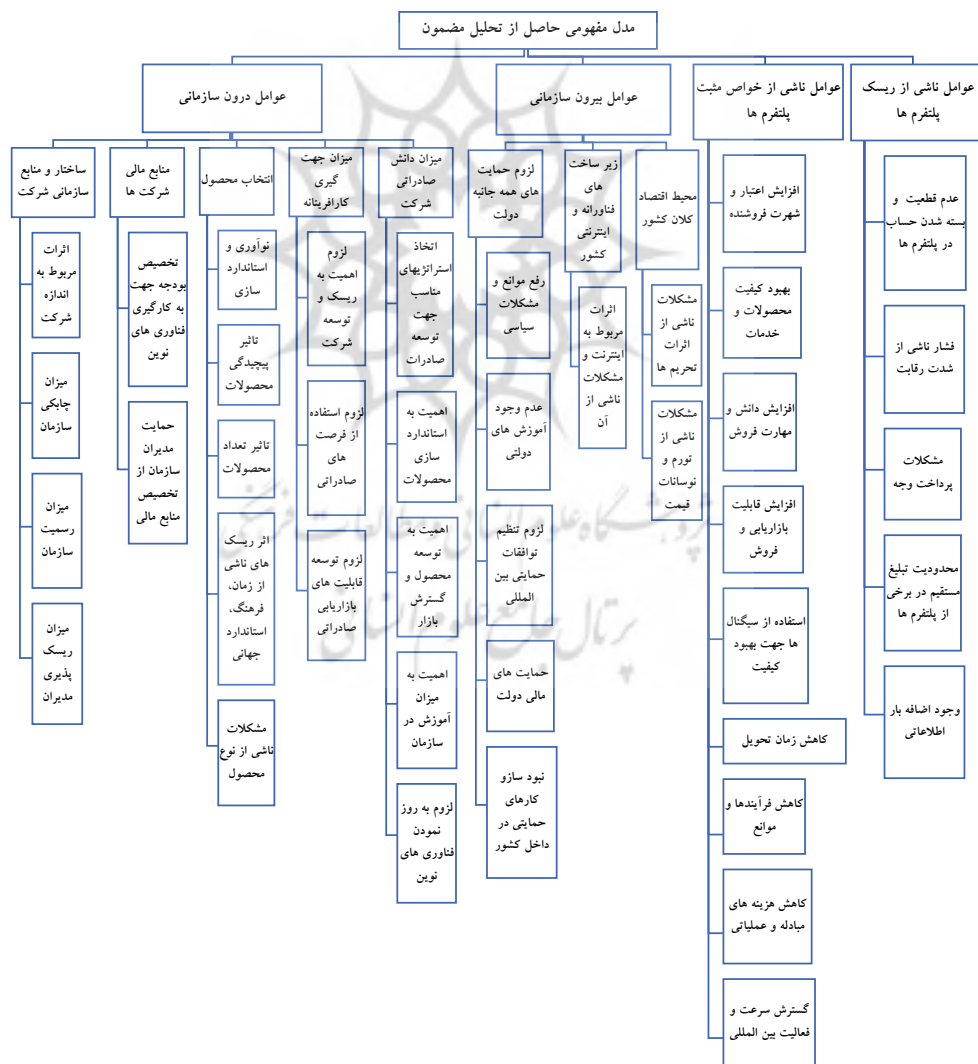 مدل مفهومی حاصل از تحلیل مضمون
عوامل ناشی از ریسک
پلتفرم ها
عدم قطعیت و
بسته شدن حساب
در پلتفرم ها
فشار ناشی از
شدت رقابت
مشکلات
پرداخت وجه
محدودیت تبلیغ
مستقیم در برخی
از پلتفرم ها
وجود اضافه بار
اطلاعاتی
عوامل ناشی از خواص مثبت
پلتفرم ها
افزایش اعتبار و
شهرت فروشنده
بهبود کیفیت
محصولات و
خدمات
افزایش دانش و
مهارت فروش
افزایش قابلیت
بازاریابی و
فروش
استفاده از سیگنال
ها جهت بهبود
کیفیت
کاهش زمان تحویل
کاهش فرآیندها و
موانع
کاهش هزینه های
مبادله و عملیاتی
گسترش سرعت و
فعالیت بین المللی
عوامل بیرون سازمانی
محیط اقتصاد
کلان کشور
مشکلات
ناشی از
اثرات
تحریم ها
مشکلات
ناشی از
تورم و
نوسانات
قیمت
زیر ساخت
های
فناورانه و
اینترنتی
کشور
اثرات
مربوط به
اینترنت و
مشکلات
ناشی از
آن
لزوم حمایت
های همه جانبه
دولت
رفع موانع و
مشکلات
سیاسی
عدم وجود
آموزش های
دولتی
لزوم تنظیم
توافقات
حمایتی بین
المللی
حمایت های
مالی دولت
نبود سازو
کارهای
حمایتی در
داخل کشور
عوامل درون سازمانی
میزان دانش
صادراتی
شرکت
اتخاذ
استراتژیهای
مناسب
جهت
توسعه
صادرات
اهمیت به
استاندارد
سازی
محصولات
اهمیت به
توسعه
محصول و
گسترش
بازار
اهمیت به
میزان
آموزش در
سازمان
لزوم به روز
نمودن
فناوری های
نوین
میزان جهت
گیری
کارافرینانه
لزوم
اهمیت به
ریسک و
توسعه
شرکت
لزوم استفاده
از فرصت
های
صادراتی
لزوم توسعه
قابلیت های
بازاریابی
صادراتی
انتخاب محصول
نوآوری و
استاندارد
سازی
تاثیر
پیچیدگی
محصولات
تاثیر تعداد
محصولات
اثر ریسک
های ناشی
از زمان،
فرهنگ،
استاندارد
جهانی
مشکلات
ناشی از نوع
محصول
منابع مالی
شرکت ها
تخصیص
بودجه جهت
به کارگیری
فناوری های
نوین
حمایت
مدیران
سازمان از
تخصیص
منابع مالی
ساختار و منابع
سازمانی شرکت
اثرات
مربوط به
اندازه
شرکت
میزان
چابکی
سازمان
میزان
رسمیت
سازمان
میزان
ریسک
پذیری
مدیران
پژوهشگاه علوم انسانی و مطالعات فرهنگی
پرتال جامع علوم انسانی